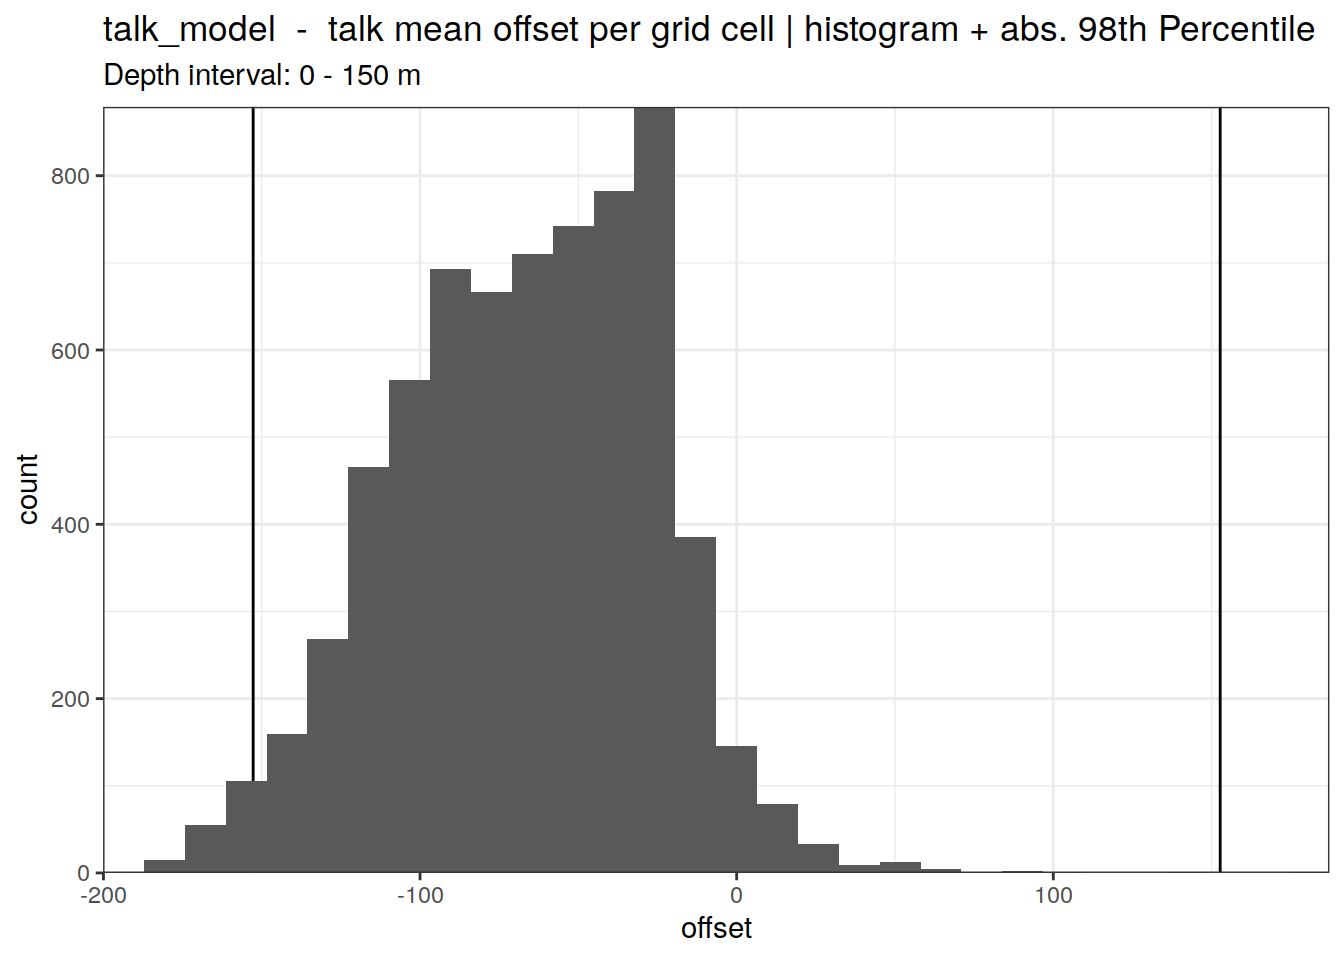 talk_model  -  talk mean offset per grid cell | histogram + abs. 98th Percentile
Depth interval: 0 - 150 m
800
600
400
200
0
count
-200
-100
0
100
offset